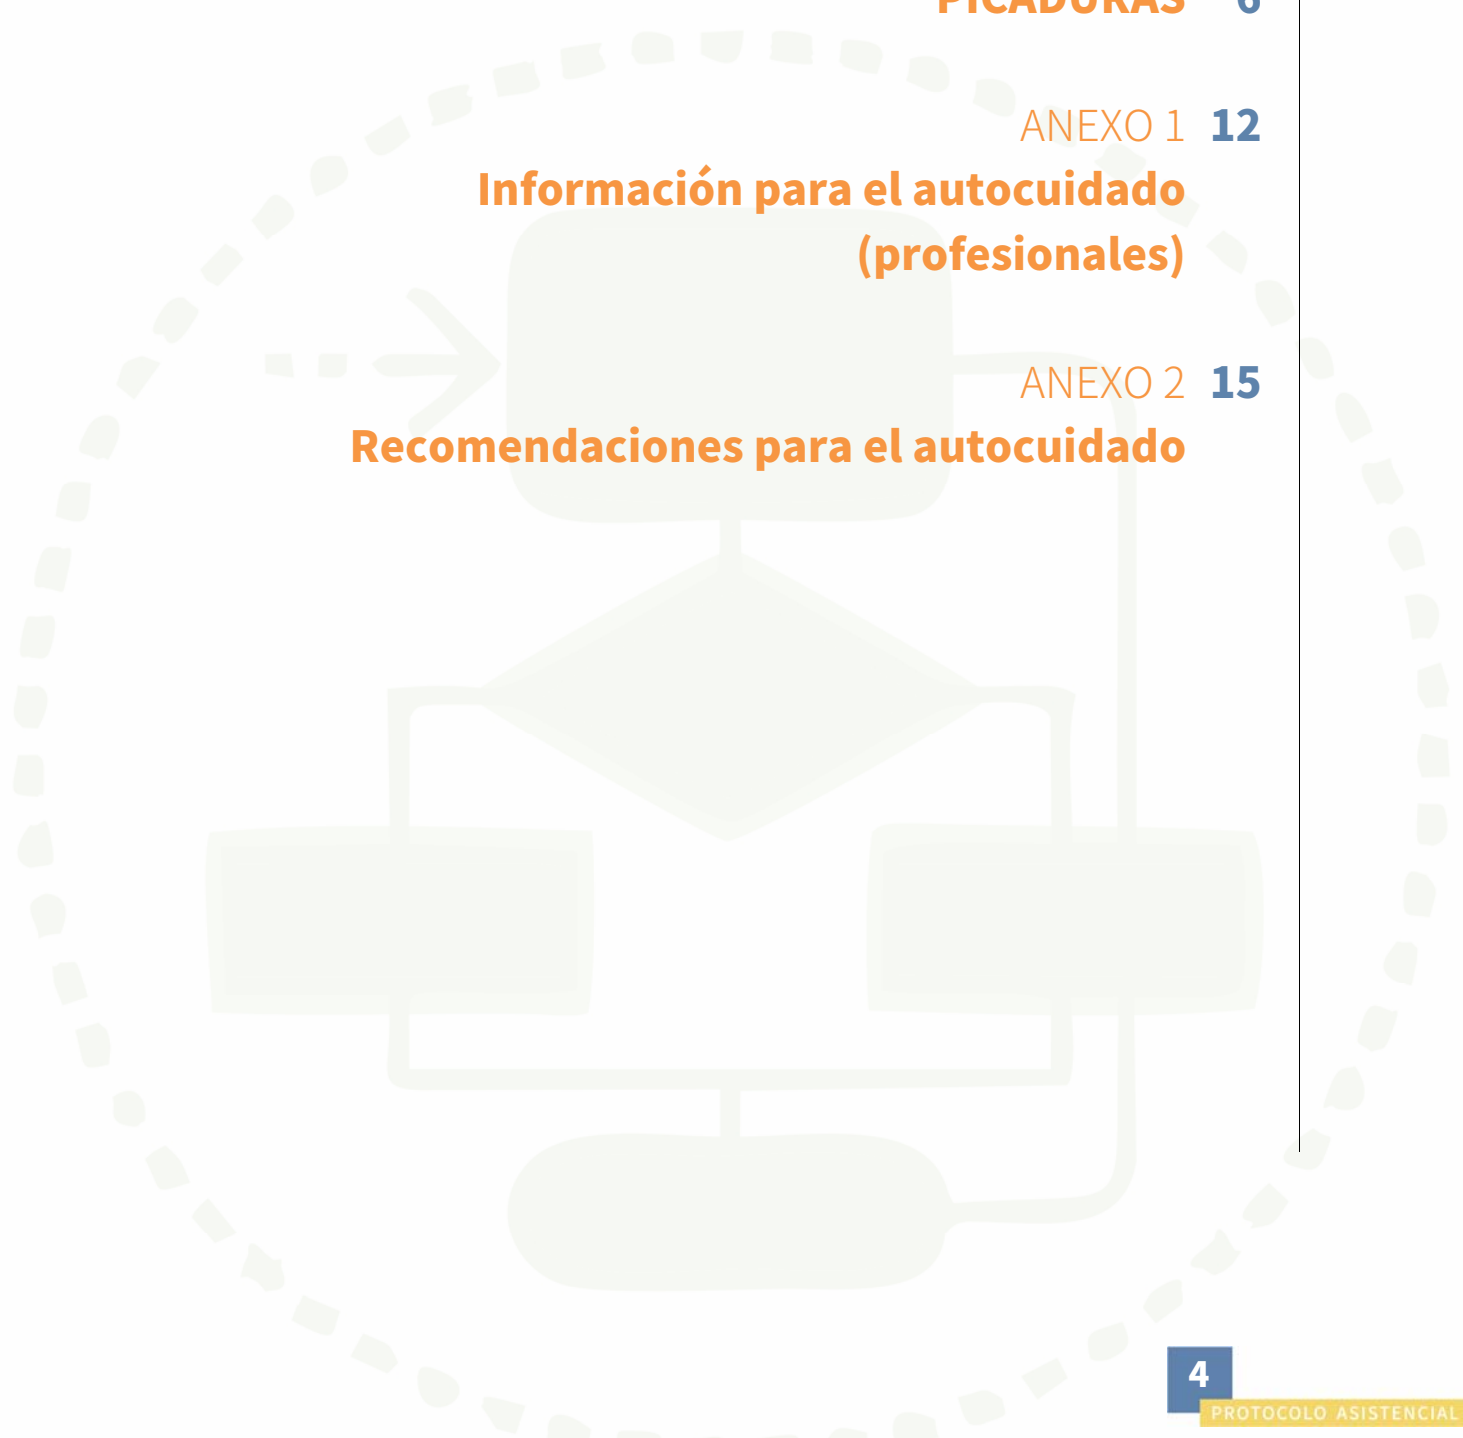 PICADURAS 6
ANEXO 1 12
Información para el autocuidado
(profesionales)
ANEXO 2 15
Recomendaciones para el autocuidado
4
PROTOCOLO ASISTENCIAL